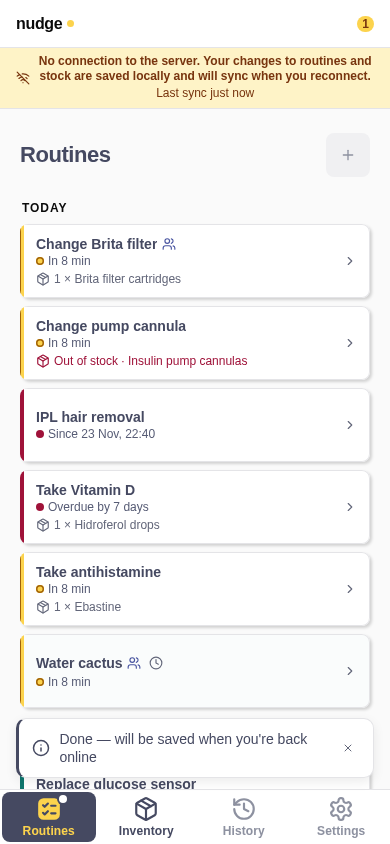 nudge
1
No connection to the server. Your changes to routines and
stock are saved locally and will sync when you reconnect.
Last sync just now
Routines
TODAY
Change Brita filter
In 8 min
1 × Brita filter cartridges
Change pump cannula
In 8 min
Out of stock · Insulin pump cannulas
IPL hair removal
Since 23 Nov, 22:40
Take Vitamin D
Overdue by 7 days
1 × Hidroferol drops
Take antihistamine
In 8 min
1 × Ebastine
Water cactus
In 8 min
Done — will be saved when you're back
online
Replace glucose sensor
Routines
Inventory
History
Settings